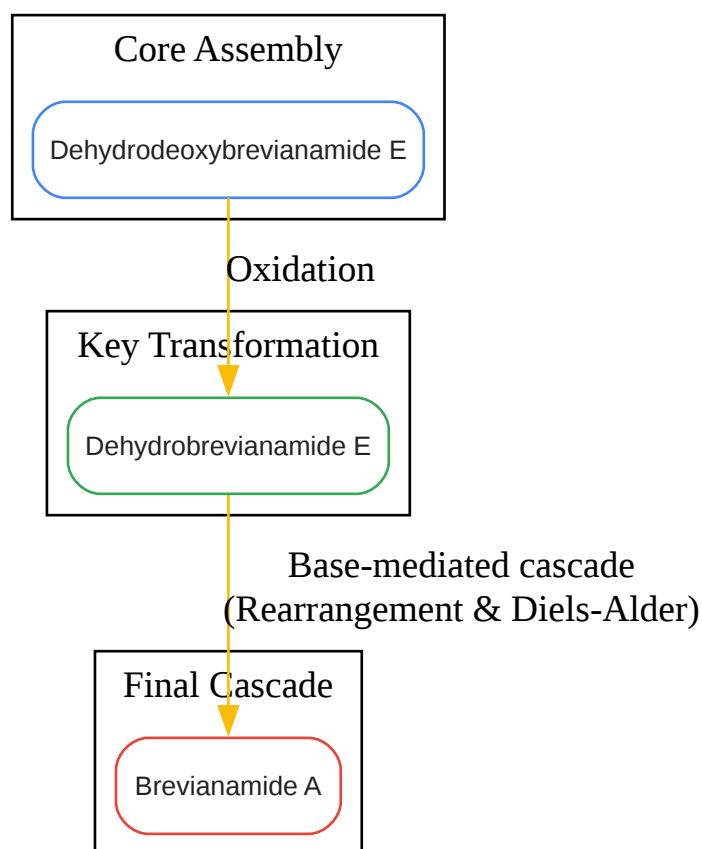 Core Assembly
Dehydrodeoxybrevianamide E
Oxidation
Key Transformation
Dehydrobrevianamide E
Base-mediated cascade
(Rearrangement & Diels-Alder)
Final Cascade
Brevianamide A